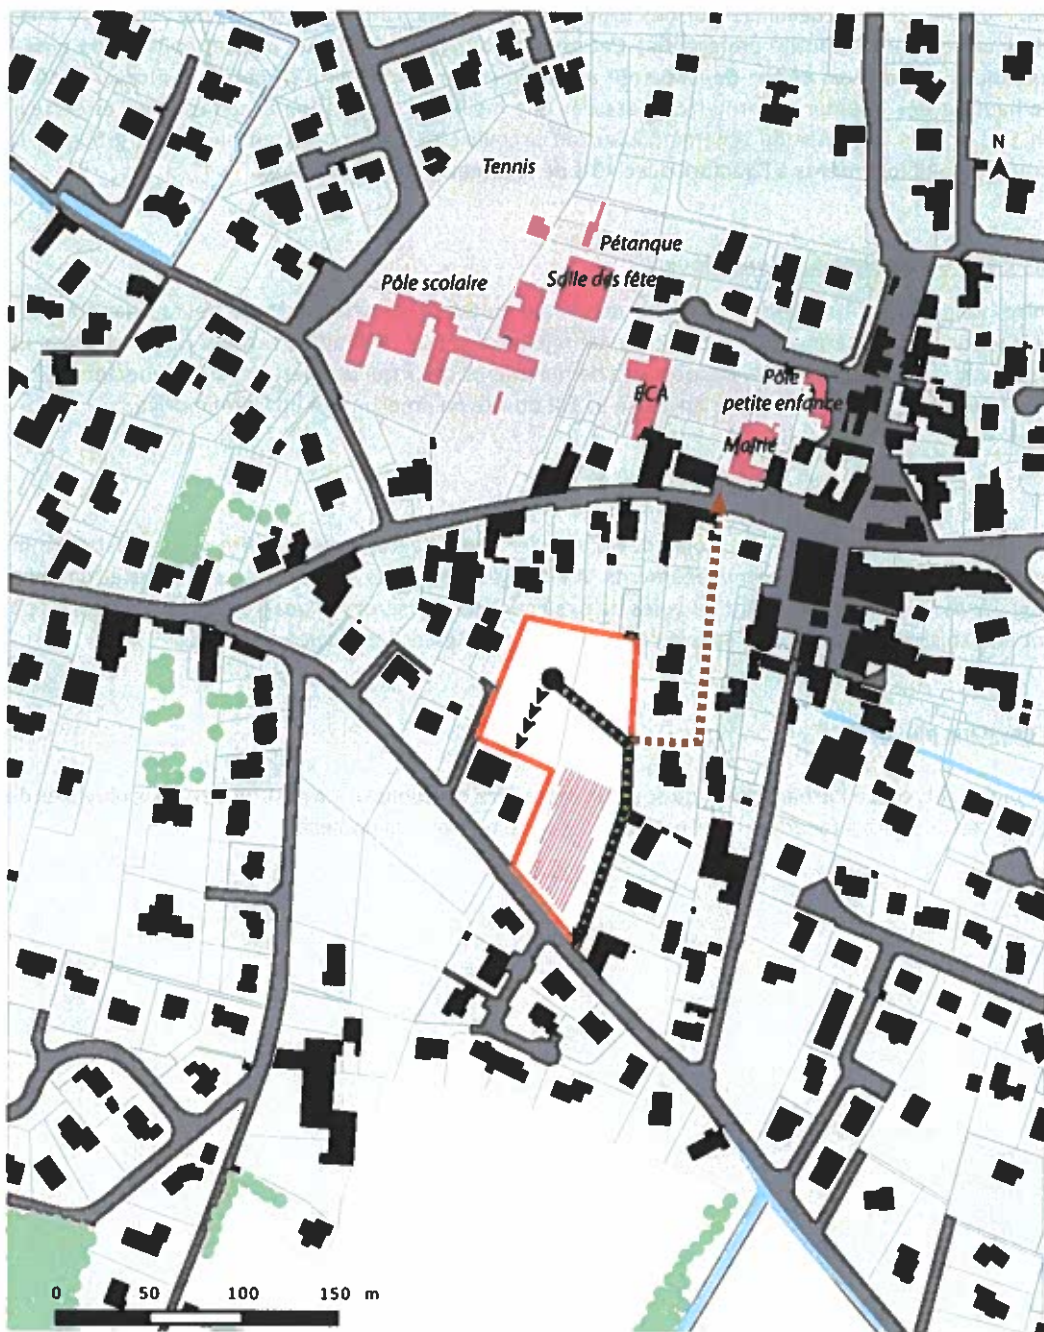 N
Tennis
Pétanque
Pôle scolaire
Salle des fêtes
ECA
Pôle
petite enfance
Mairie
0 50 100 150 m